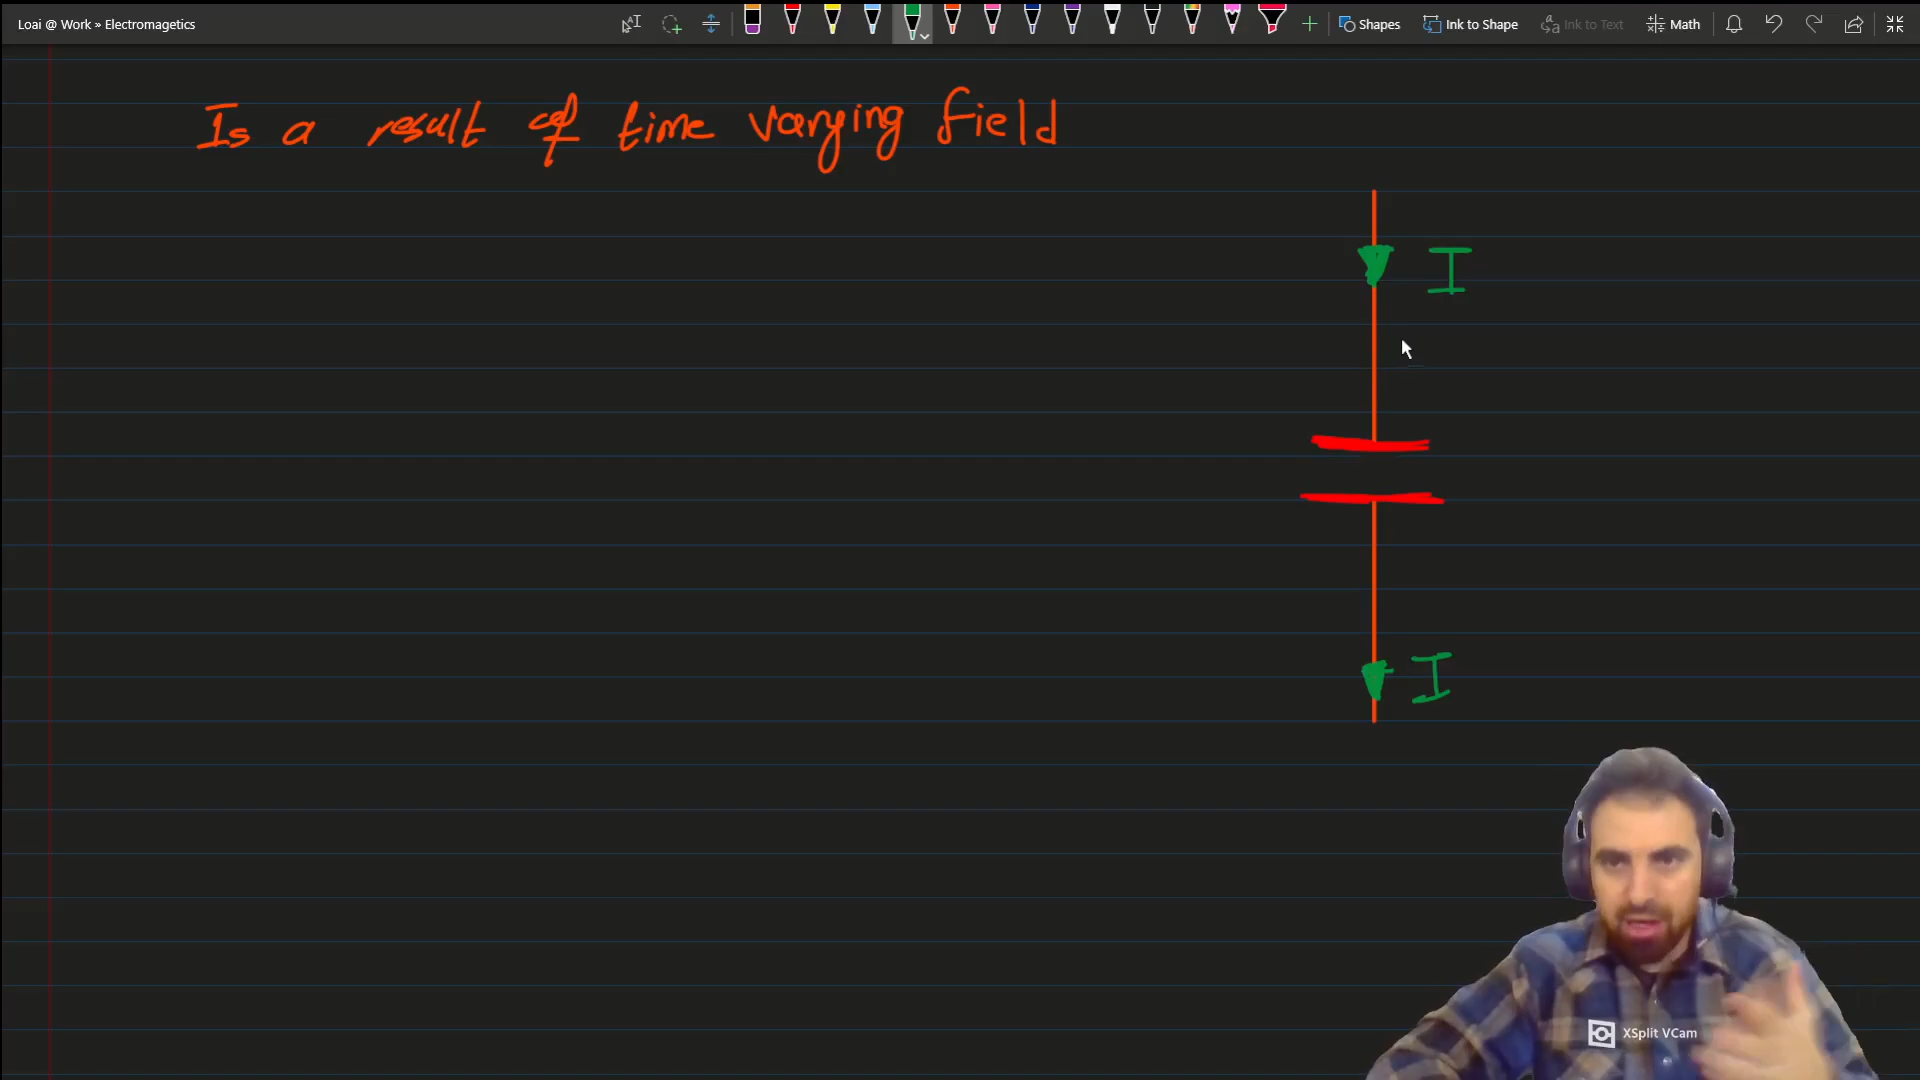 Loai @ Work » Electromagetics
Shapes
Ink to Shape
Ink to Text
Math
Is a result of time varying field
I
I
XSplit VCam